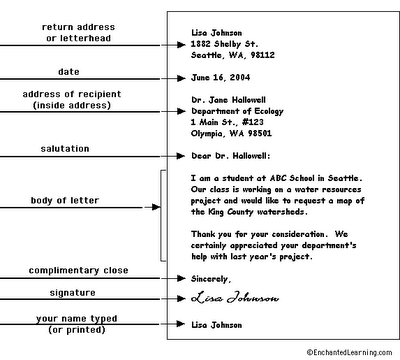 return address
or letterhead
Lisa Johnson
1882 Shelby St.
Seattle, WA, 98112
date
June 16, 2004
address of recipient
(inside address)
Dr. Jane Hallowell
Department of Ecology
1 Main St., #123
Olympia, WA 98501
salutation
Dear Dr. Hallowell:
body of letter
I am a student at ABC School in Seattle.
Our class is working on a water resources
project and would like to request a map of
the King County watersheds.
Thank you for your consideration. We
certainly appreciated your department's
help with last year's project.
complimentary close
Sincerely,
signature
Lisa Johnson
your name typed
(or printed)
Lisa Johnson
©EnchantedLearning.com